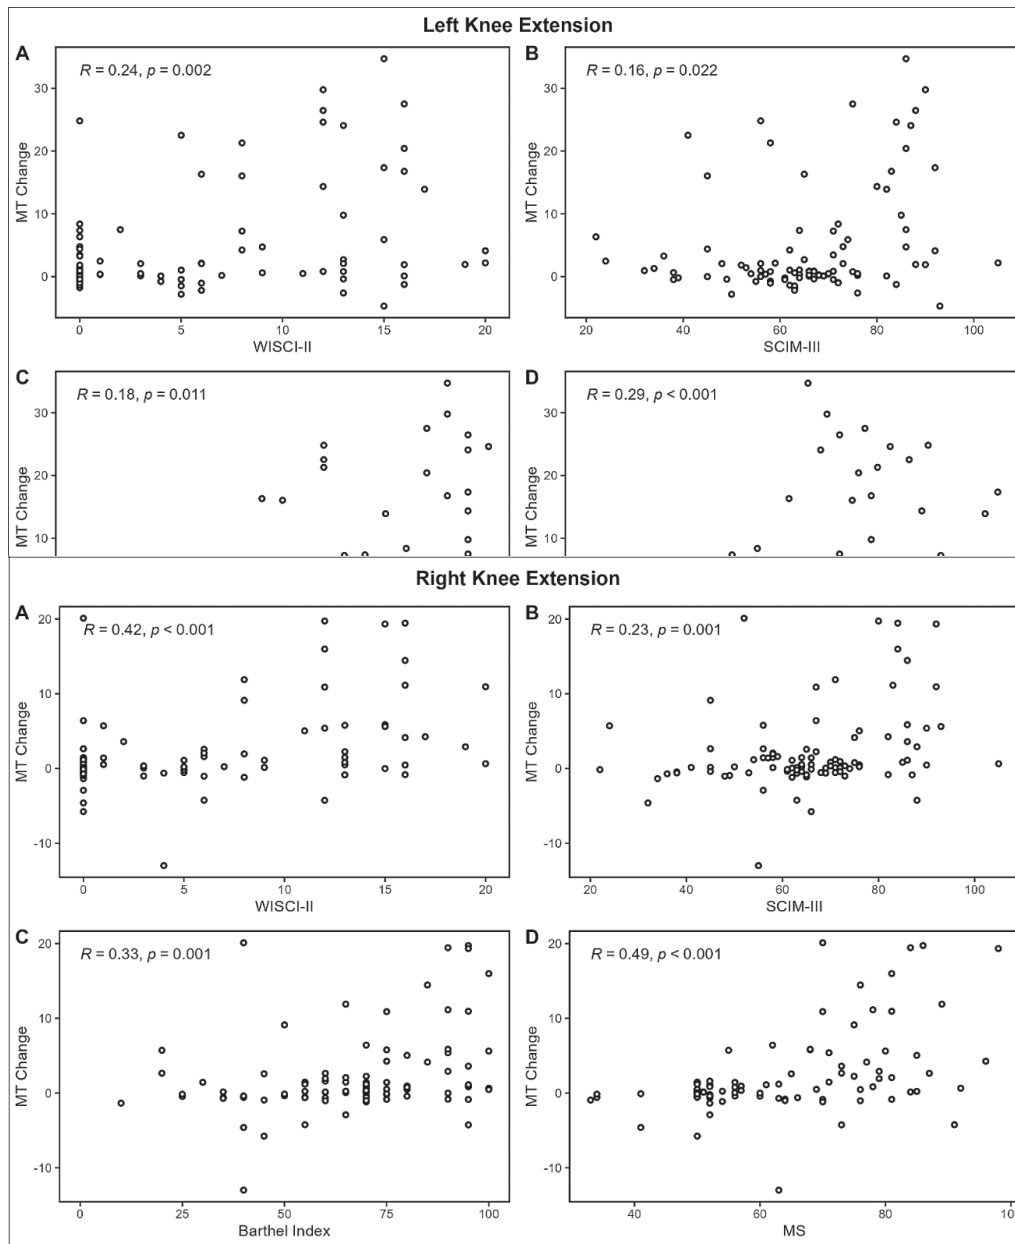 Left Knee Extension
A
B
R = 0.24, p = 0.002
R = 0.16, p = 0.022
MT Change
30
20
10
0
0
5
10
15
20
WISCI-II
MT Change
30
20
10
0
20
40
60
80
100
SCIM-III
C
D
R = 0.18, p = 0.011
R = 0.29, p < 0.001
MT Change
30
20
10
MT Change
30
20
10
Right Knee Extension
A
B
R = 0.42, p < 0.001
R = 0.23, p = 0.001
MT Change
20
10
0
-10
0
5
10
15
20
WISCI-II
MT Change
20
10
0
-10
20
40
60
80
100
SCIM-III
C
D
R = 0.33, p = 0.001
R = 0.49, p < 0.001
MT Change
20
10
0
-10
0
25
50
75
100
Barthel Index
MT Change
20
10
0
-10
40
60
80
100
MS